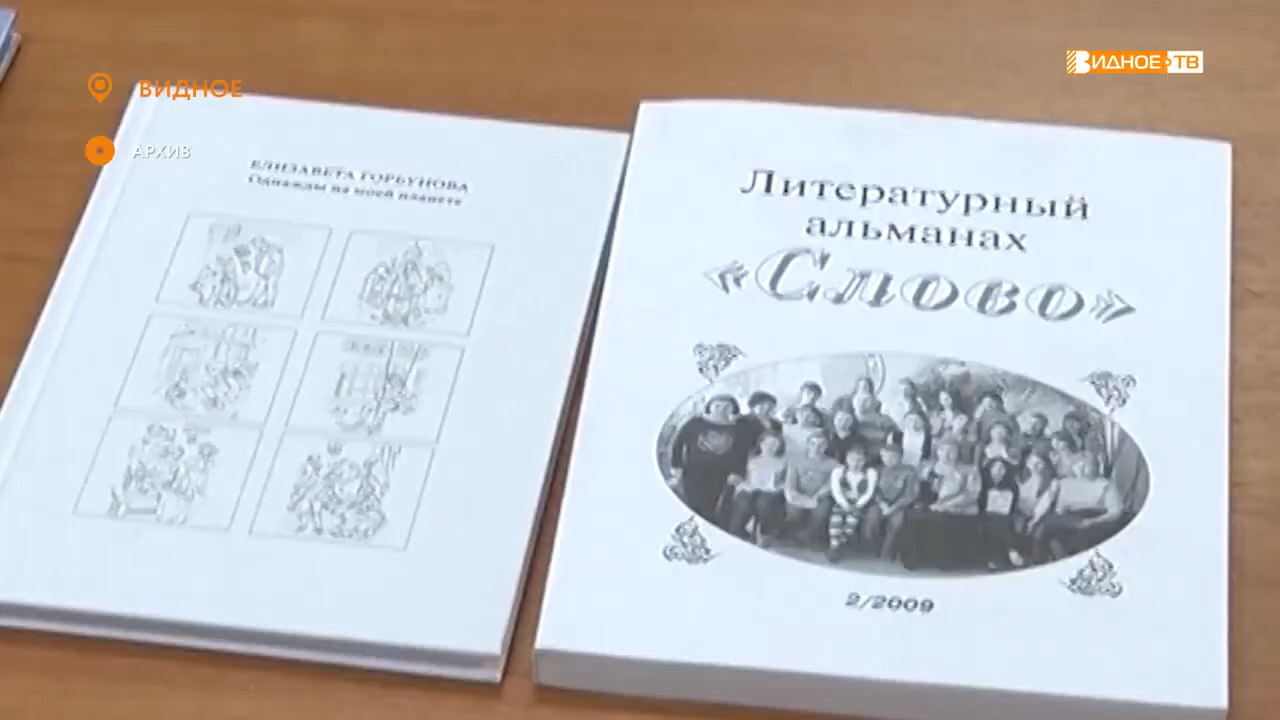 ВИДНОЕ
АРХИВ
ВИДНОЕ ТВ
ЕЛИЗАВЕТА ГОРБУНОВА
Однажды на моей планете
Литературный
альманах
«Слово»
2/2009